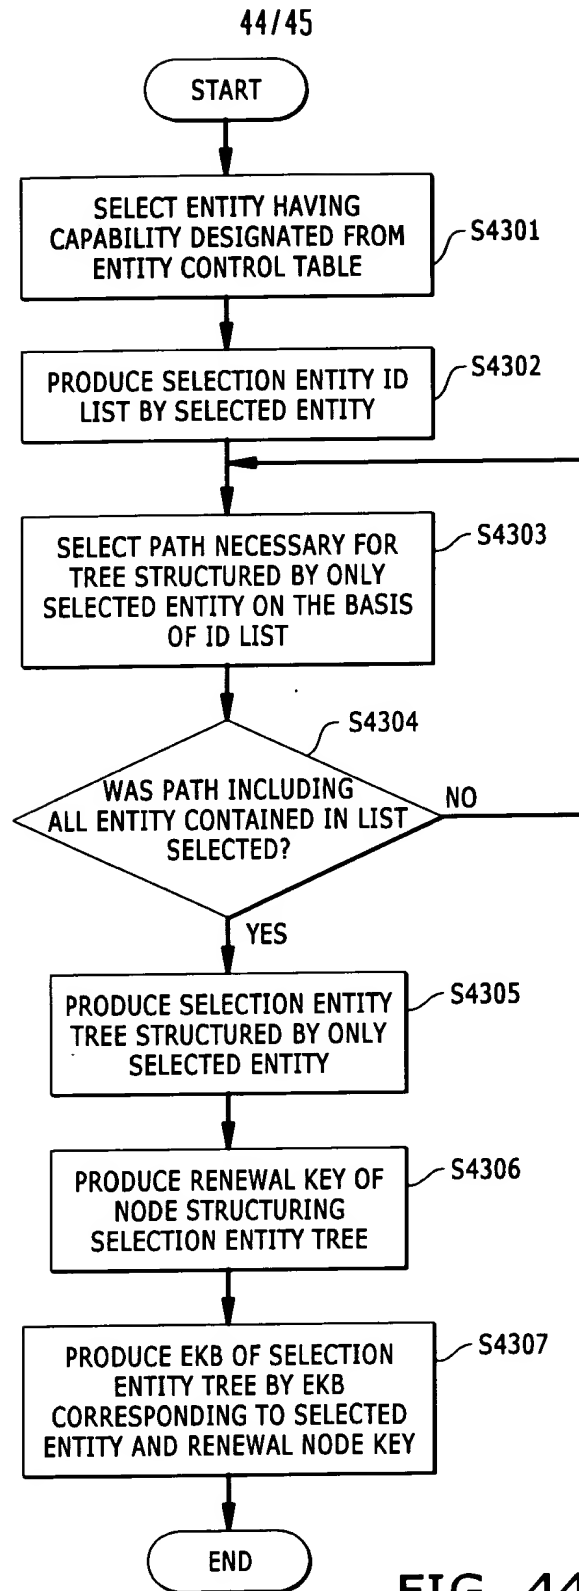 44/45
START
SELECT ENTITY HAVING
CAPABILITY DESIGNATED FROM
ENTITY CONTROL TABLE
S4301
PRODUCE SELECTION ENTITY ID
LIST BY SELECTED ENTITY
S4302
SELECT PATH NECESSARY FOR
TREE STRUCTURED BY ONLY
SELECTED ENTITY ON THE BASIS
OF ID LIST
S4303
S4304
WAS PATH INCLUDING
ALL ENTITY CONTAINED IN LIST
SELECTED?
NO
YES
PRODUCE SELECTION ENTITY
TREE STRUCTURED BY ONLY
SELECTED ENTITY
S4305
PRODUCE RENEWAL KEY OF
NODE STRUCTURING
SELECTION ENTITY TREE
S4306
PRODUCE EKB OF SELECTION
ENTITY TREE BY EKB
CORRESPONDING TO SELECTED
ENTITY AND RENEWAL NODE KEY
S4307
END
FIG. 44